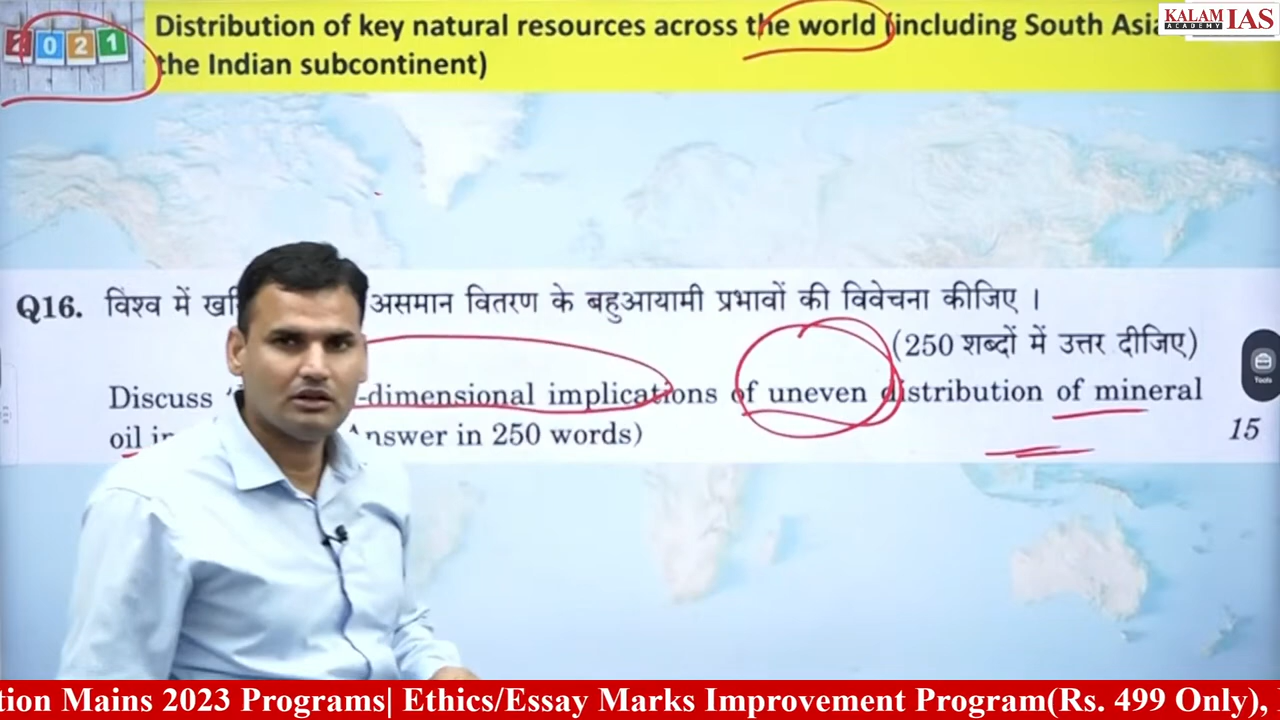 2021
Distribution of key natural resources across the world (including South Asia
the Indian subcontinent)
KALAM IAS
ACADEMY
Q16. विश्व में असमान वितरण के बहुआयामी प्रभावों की विवेचना कीजिए ।
(250 शब्दों में उत्तर दीजिए)
Discuss -dimensional implications of uneven distribution of mineral
oil in Answer in 250 words)
15
Tools
tion Mains 2023 Programs| Ethics/Essay Marks Improvement Program(Rs. 499 Only),